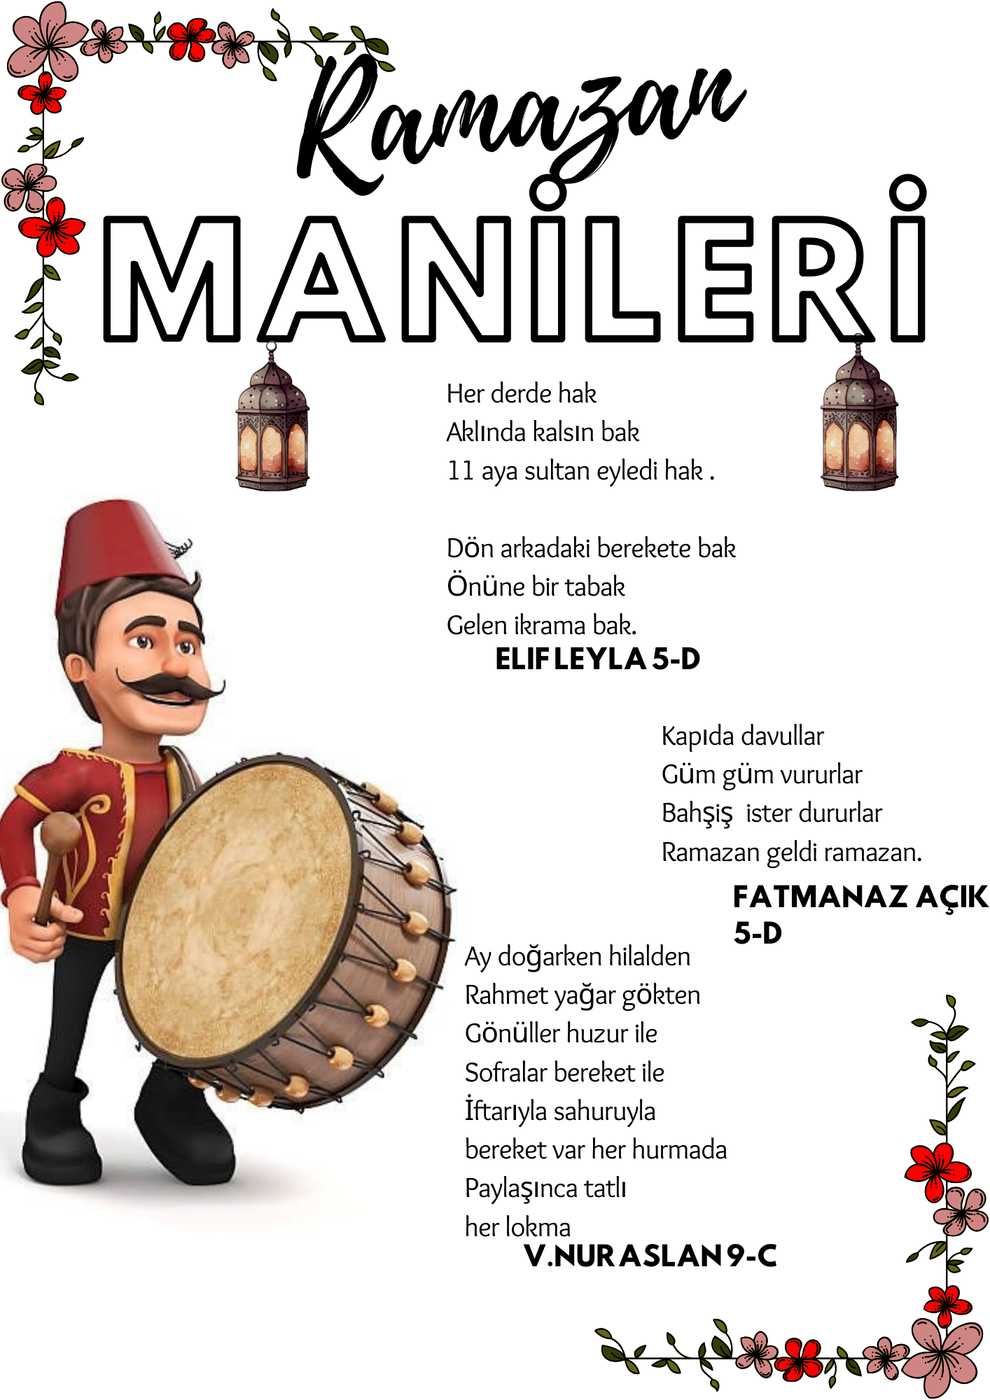 Ramazan
MANİLERİ
Her derde hak
Aklında kalsın bak
11 aya sultan eyledi hak .
Dön arkadaki berekete bak
Önüne bir tabak
Gelen ikrama bak.
ELIF LEYLA 5-D
Kapıda davullar
Güm güm vururlar
Bahşiş  ister dururlar
Ramazan geldi ramazan.
FATMANAZ AÇIK
5-D
Ay doğarken hilalden
Rahmet yağar gökten
Gönüller huzur ile
Sofralar bereket ile
İftarıyla sahuruyla
bereket var her hurmada
Paylaşınca tatlı
her lokma
V.NUR ASLAN 9-C